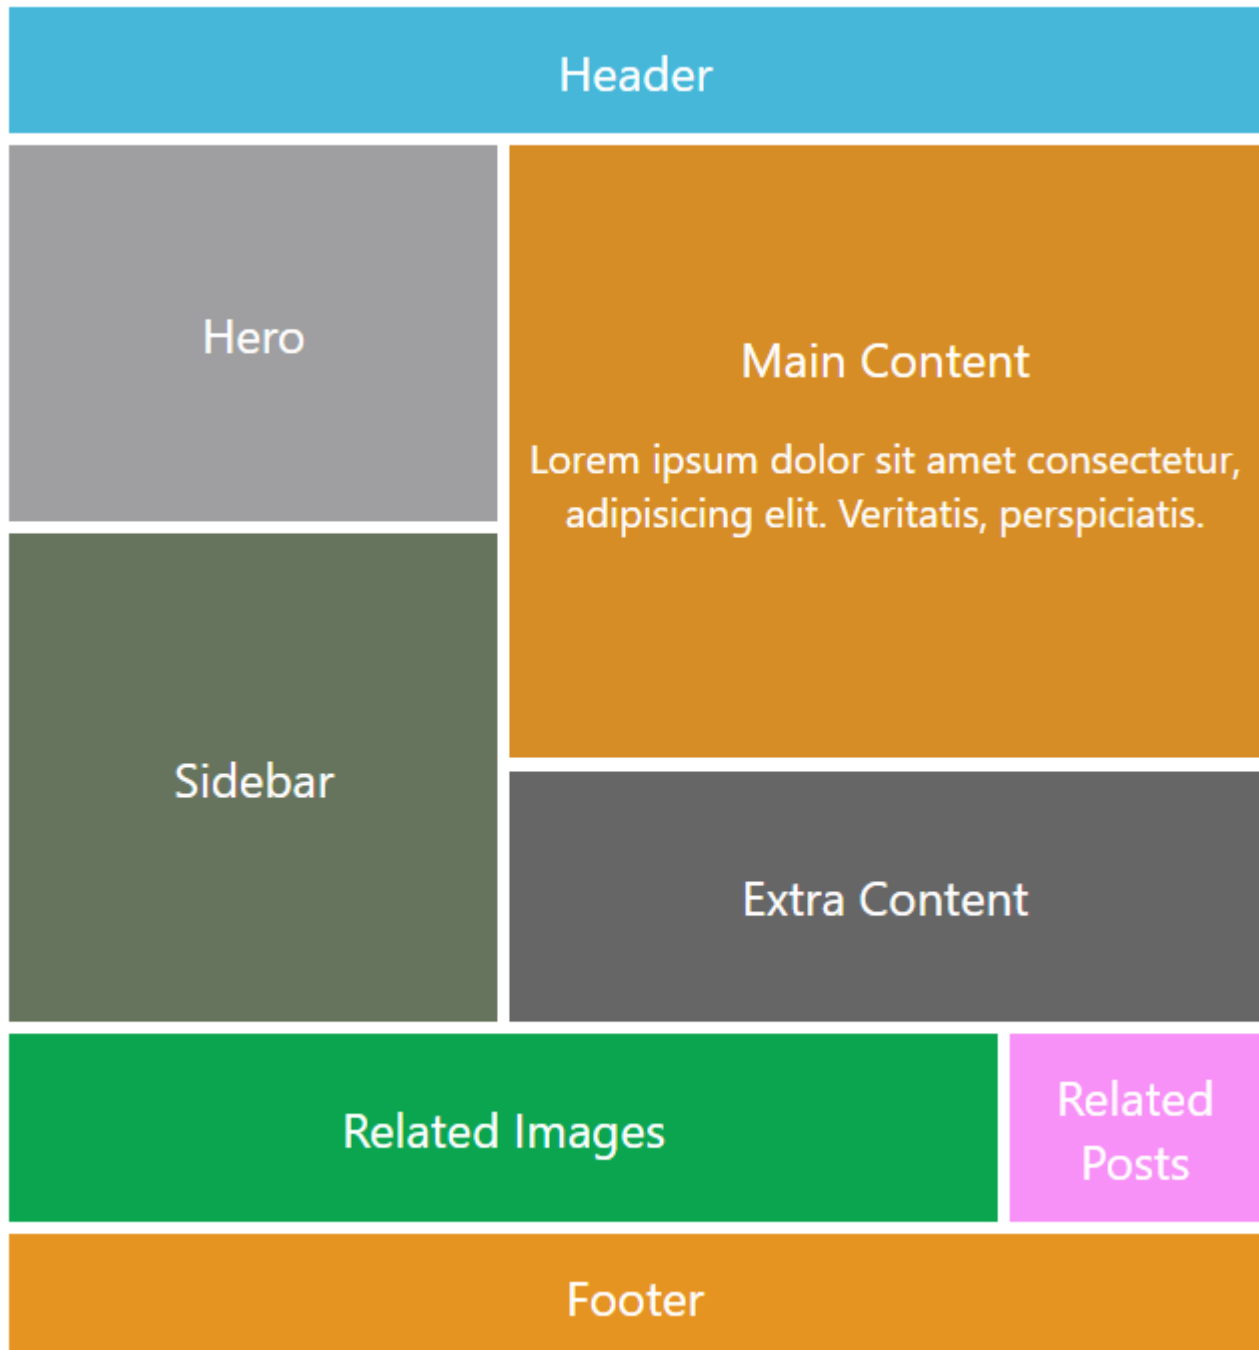 Header
Hero
Main Content
Lorem ipsum dolor sit amet consectetur,
adipisicing elit. Veritatis, perspiciatis.
Sidebar
Extra Content
Related Images
Related
Posts
Footer